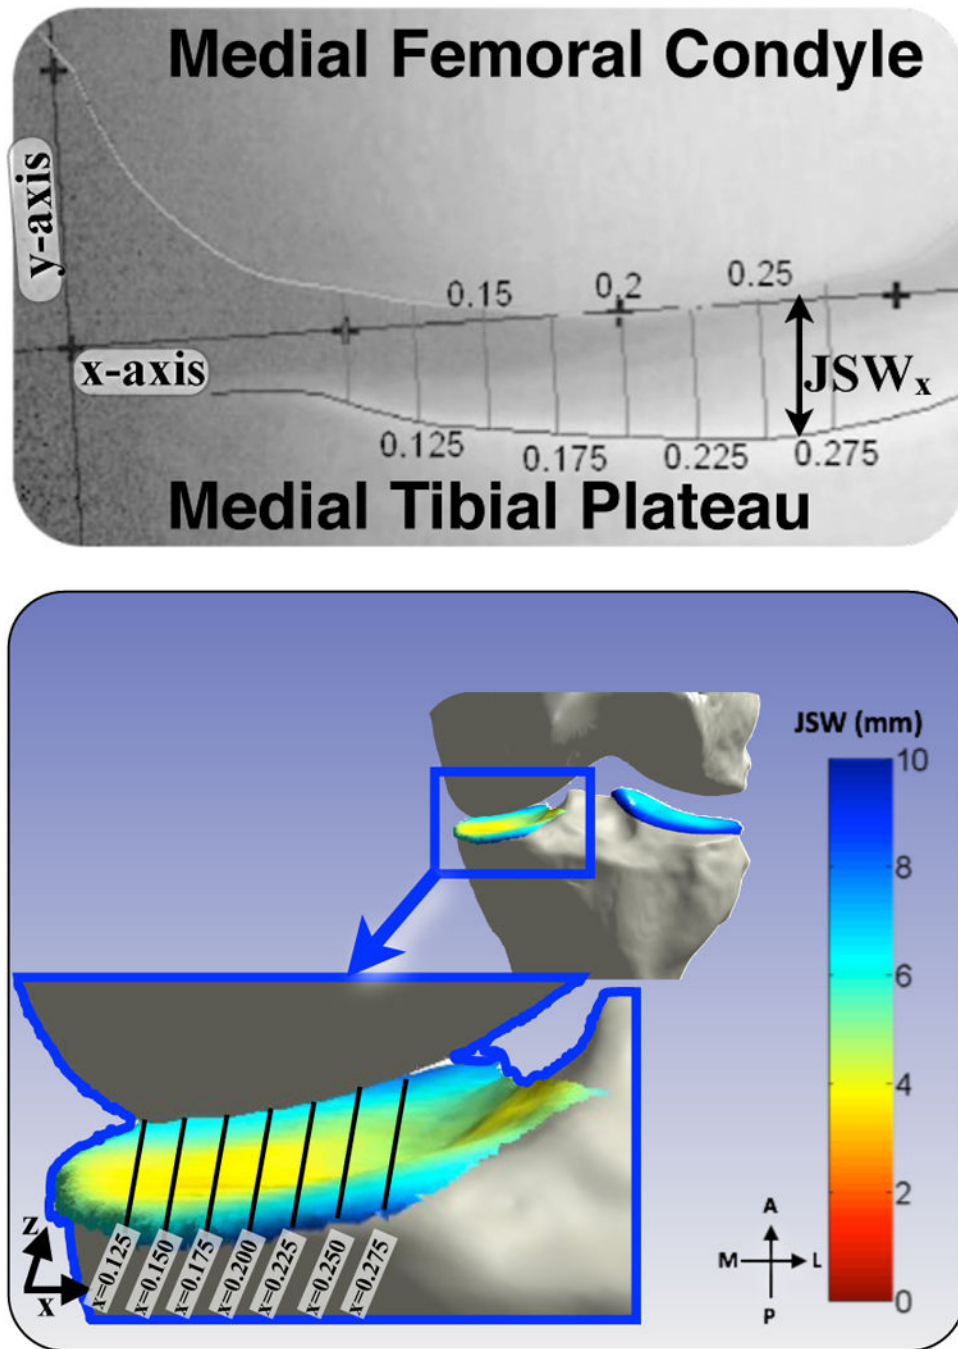 Medial Femoral Condyle
y-axis
0.15
0.2
0.25
x-axis
JSWx
0.125
0.175
0.225
0.275
Medial Tibial Plateau
JSW (mm)
10
8
6
4
2
0
A
M
L
P
z
x
x=0.125
x=0.150
x=0.175
x=0.200
x=0.225
x=0.250
x=0.275